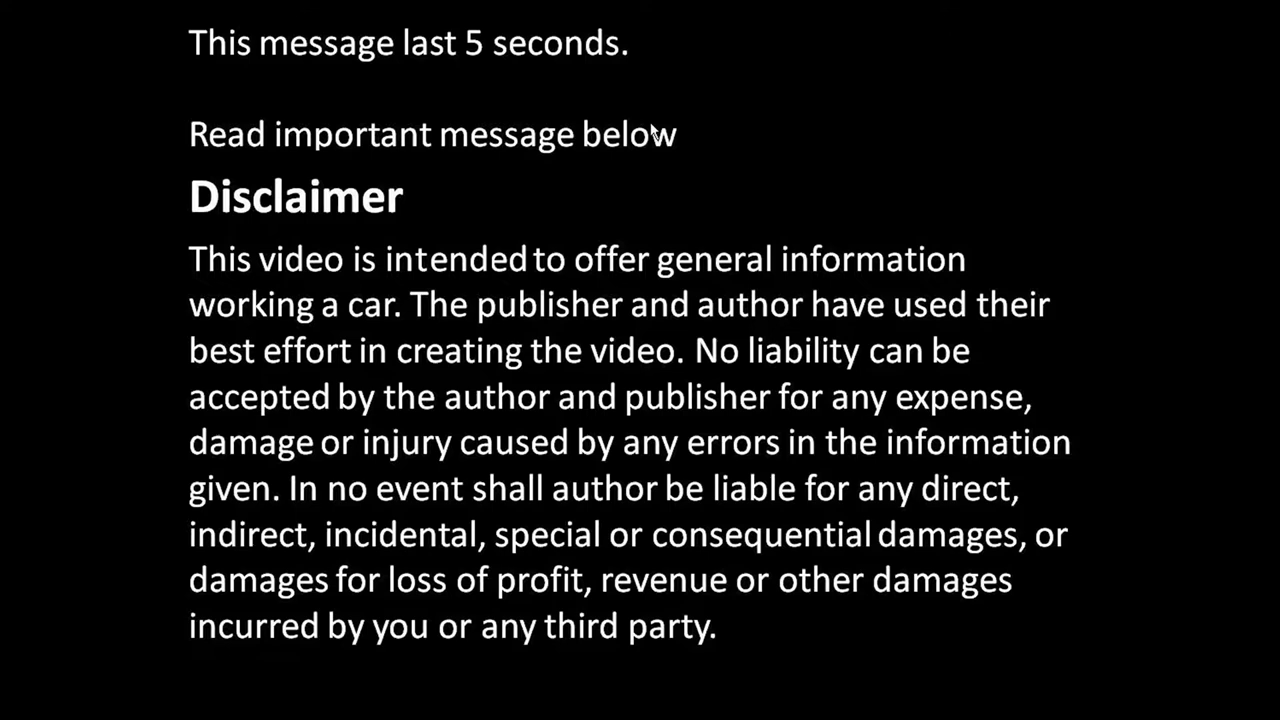 This message last 5 seconds.
Read important message below
Disclaimer
This video is intended to offer general information
working a car. The publisher and author have used their
best effort in creating the video. No liability can be
accepted by the author and publisher for any expense,
damage or injury caused by any errors in the information
given. In no event shall author be liable for any direct,
indirect, incidental, special or consequential damages, or
damages for loss of profit, revenue or other damages
incurred by you or any third party.